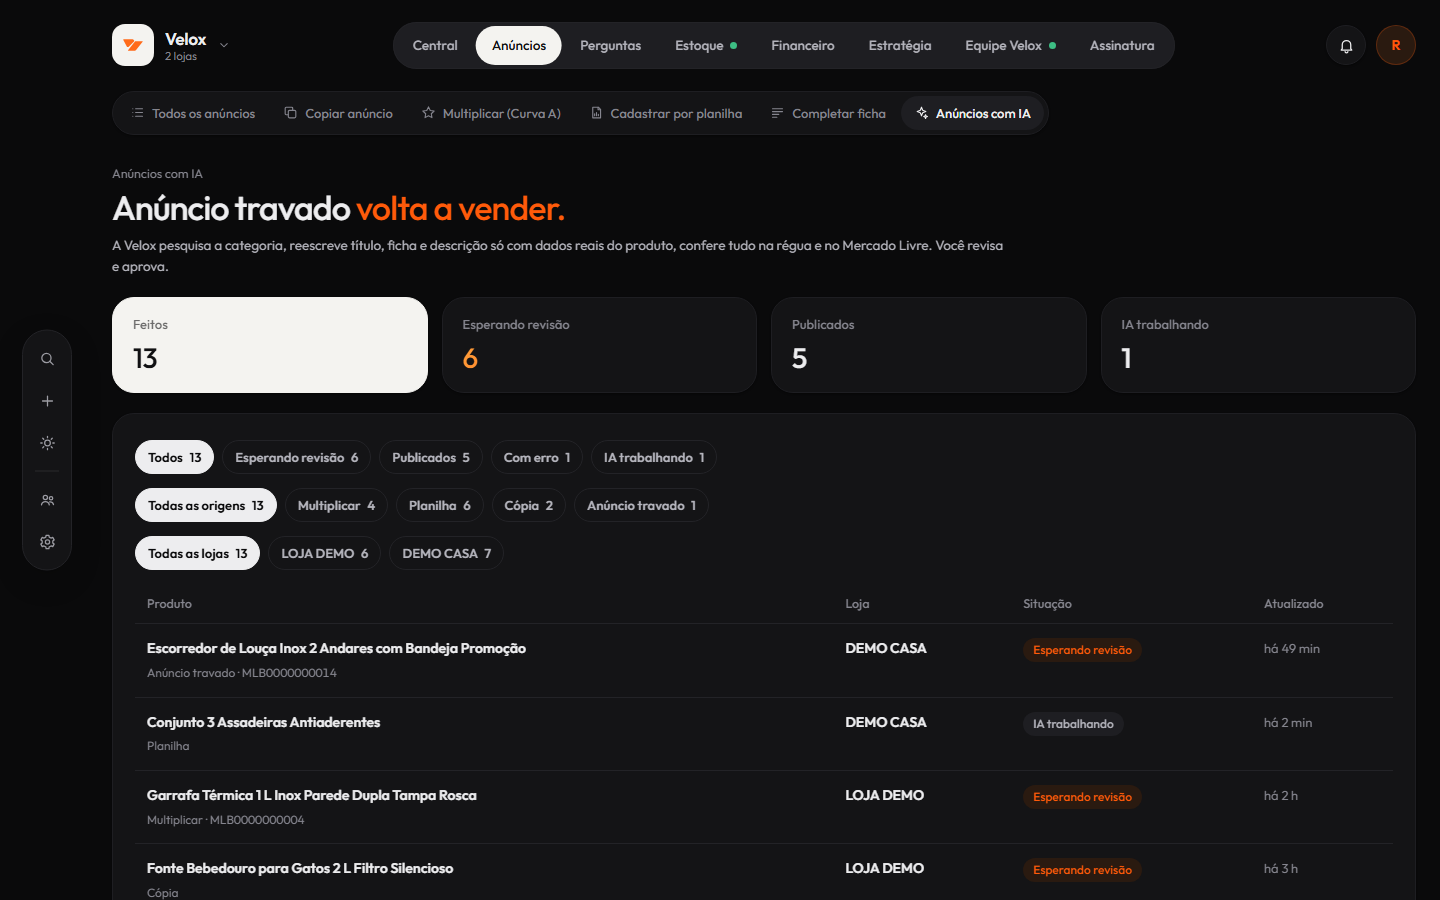 Velox
2 lojas
Central
Anúncios
Perguntas
Estoque
Financeiro
Estratégia
Equipe Velox
Assinatura
R
Todos os anúncios
Copiar anúncio
Multiplicar (Curva A)
Cadastrar por planilha
Completar ficha
Anúncios com IA
Anúncios com IA
Anúncio travado volta a vender.
A Velox pesquisa a categoria, reescreve título, ficha e descrição só com dados reais do produto, confere tudo na régua e no Mercado Livre. Você revisa
e aprova.
Feitos
13
Esperando revisão
6
Publicados
5
IA trabalhando
1
Todos 13
Esperando revisão 6
Publicados 5
Com erro 1
IA trabalhando 1
Todas as origens 13
Multiplicar 4
Planilha 6
Cópia 2
Anúncio travado 1
Todas as lojas 13
LOJA DEMO 6
DEMO CASA 7
Produto
Loja
Situação
Atualizado
Escorredor de Louça Inox 2 Andares com Bandeja Promoção
Anúncio travado · MLB0000000014
DEMO CASA
Esperando revisão
há 49 min
Conjunto 3 Assadeiras Antiaderentes
Planilha
DEMO CASA
IA trabalhando
há 2 min
Garrafa Térmica 1 L Inox Parede Dupla Tampa Rosca
Multiplicar · MLB0000000004
LOJA DEMO
Esperando revisão
há 2 h
Fonte Bebedouro para Gatos 2 L Filtro Silencioso
Cópia
LOJA DEMO
Esperando revisão
há 3 h